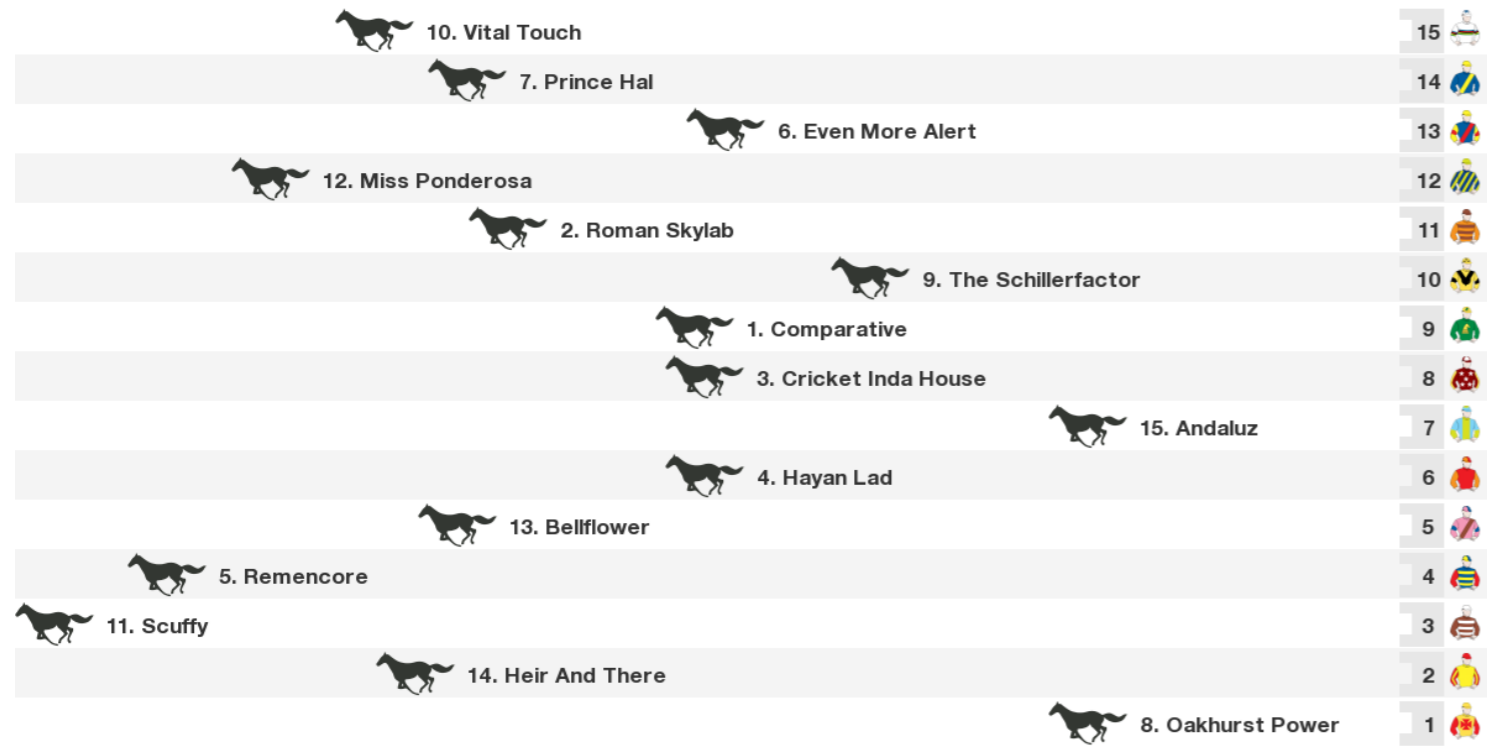 10. Vital Touch 15
7. Prince Hal 14
6. Even More Alert 13
12. Miss Ponderosa 12
2. Roman Skylab 11
9. The Schillerfactor 10
1. Comparative 9
3. Cricket Inda House 8
15. Andaluz 7
4. Hayan Lad 6
13. Bellflower 5
5. Remencore 4
11. Scuffy 3
14. Heir And There 2
8. Oakhurst Power 1